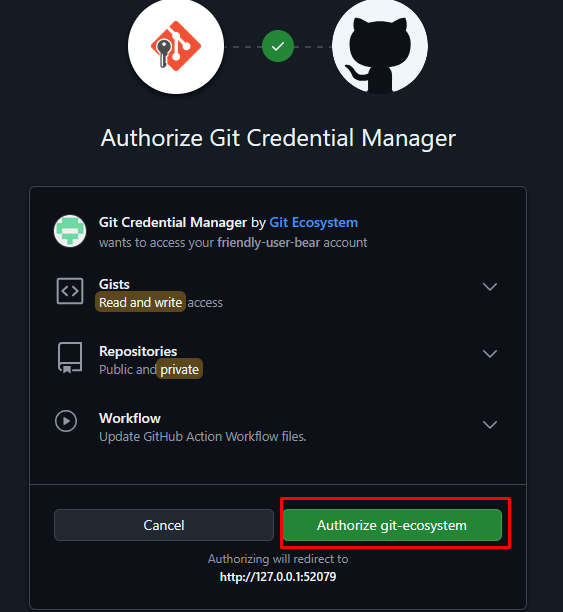 Authorize Git Credential Manager
Git Credential Manager by Git Ecosystem
wants to access your friendly-user-bear account
Gists
Read and write access
Repositories
Public and private
Workflow
Update GitHub Action Workflow files.
Cancel
Authorize git-ecosystem
Authorizing will redirect to
http://127.0.0.1:52079